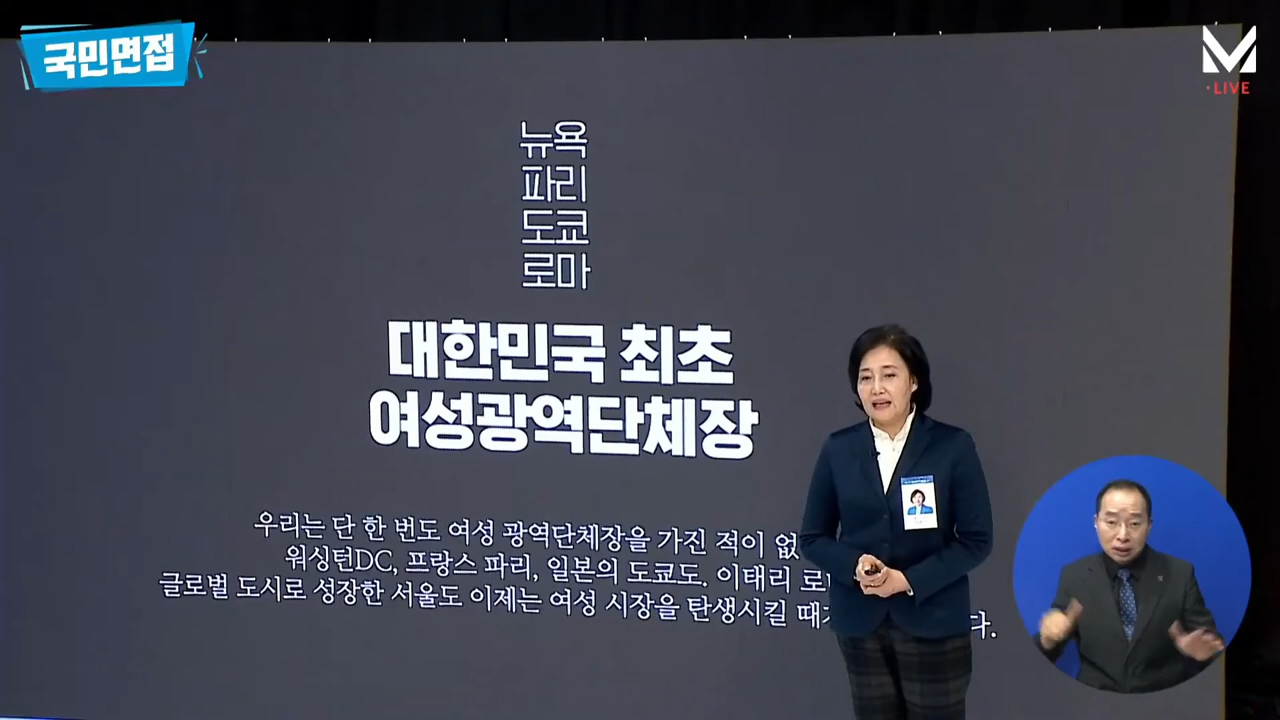 국민면접
LIVE
뉴욕
파리
도쿄
로마
대한민국 최초
여성광역단체장
우리는 단 한 번도 여성 광역단체장을 가진 적이 없
워싱턴DC, 프랑스 파리, 일본의 도쿄도. 이태리 로
글로벌 도시로 성장한 서울도 이제는 여성 시장을 탄생시킬 때 다.